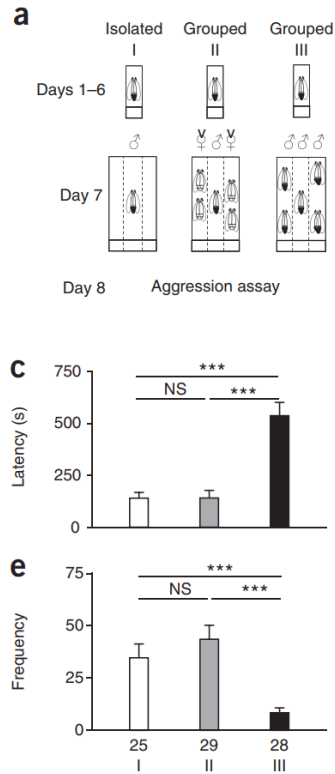 a
Isolated Grouped Grouped
I II III
Days 1–6
♂ V♀ ♂ V♀ ♂ ♂ ♂
Day 7
Day 8 Aggression assay
c
750
500
250
0
Latency (s)
***
NS ***
e
75
50
25
0
Frequency
***
NS ***
25 29 28
I II III